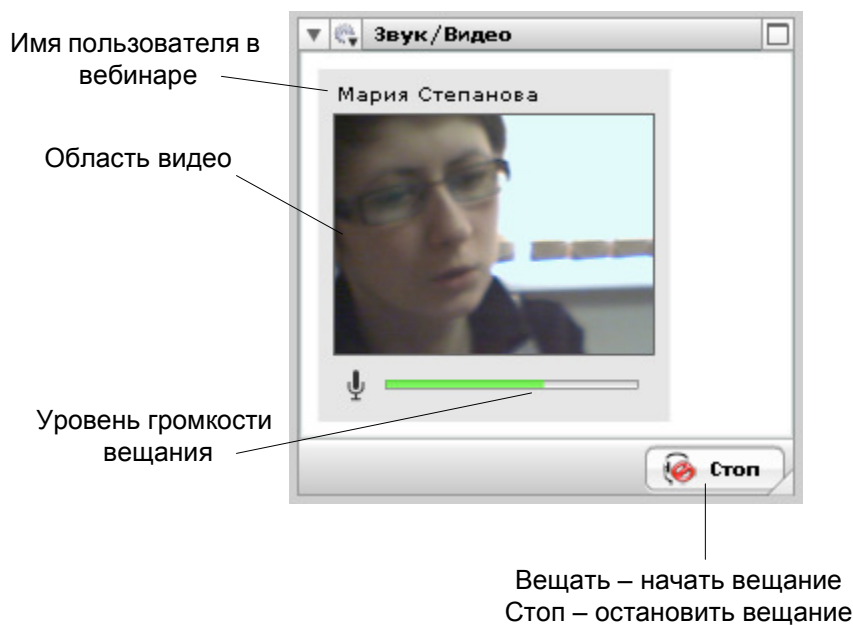 Имя пользователя в
вебинаре
Звук/Видео
Мария Степанова
Область видео
Уровень громкости
вещания
Стоп
Вещать – начать вещание
Стоп – остановить вещание